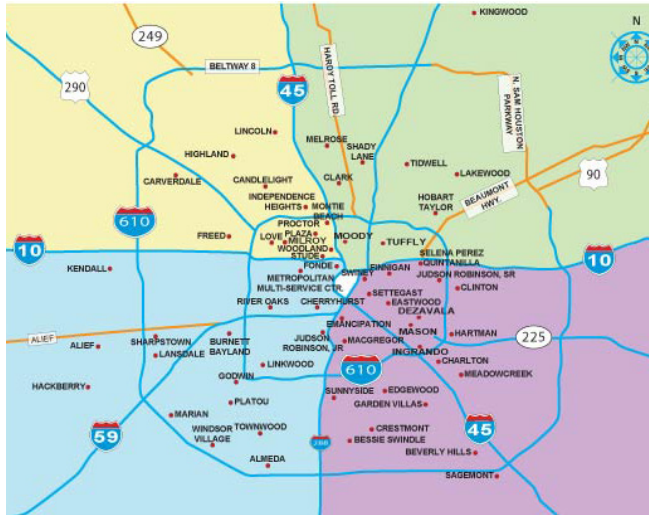 KINGWOOD
N
249
BELTWAY 8
HARDY TOLL RD
N. SAM HOUSTON
PARKWAY
290
45
LINCOLN
MELROSE
SHADY
LANE
HIGHLAND
TIDWELL
LAKEWOOD
90
CARVERDALE
CANDLELIGHT
CLARK
BEAUMONT
HWY.
INDEPENDENCE
HEIGHTS
MONTIE
BEACH
HOBART
TAYLOR
610
PROCTOR
PLAZA
FREED
LOVE
MILROY
MOODY
TUFFLY
WOODLAND
STUDE
SELENA PEREZ
QUINTANILLA
10
10
KENDALL
FONDE
FINNIGAN
SWINEY
JUDSON ROBINSON, SR
METROPOLITAN
MULTI-SERVICE CTR.
CLINTON
SETTEGAST
RIVER OAKS
CHERRYHURST
EASTWOOD
DEZAVALA
EMANCIPATION
MASON
HARTMAN
225
ALIEF
ALIEF
SHARPSTOWN
LANSDALE
BURNETT
BAYLAND
JUDSON
ROBINSON, JR
MACGREGOR
INGRANDO
CHARLTON
LINKWOOD
610
MEADOWCREEK
HACKBERRY
GODWIN
SUNNYSIDE
EDGEWOOD
PLATOU
GARDEN VILLAS
MARIAN
59
WINDSOR
VILLAGE
TOWNWOOD
CRESTMONT
45
288
BESSIE SWINDLE
BEVERLY HILLS
ALMEDA
SAGEMONT